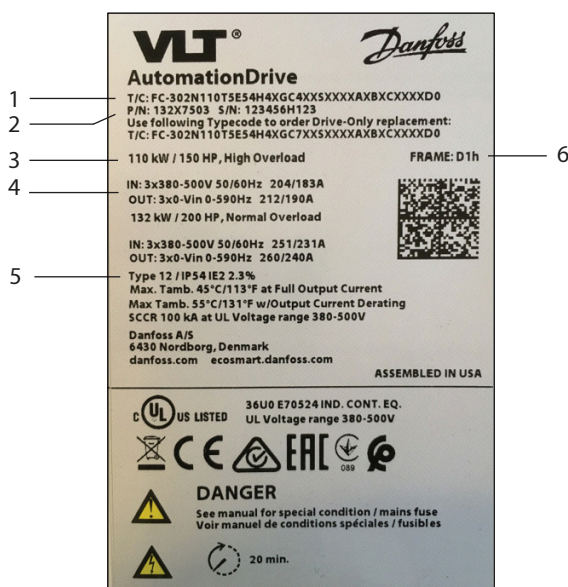 VLT®
Danfoss
AutomationDrive
1
T/C: FC-302N110T5E54H4XGC4XXSXXXXAXBXCXXXXD0
2
P/N: 132X7503 S/N: 123456H123
Use following Typecode to order Drive-Only replacement:
T/C: FC-302N110T5E54H4XGC7XXSXXXXAXBXCXXXXD0
3
110 kW / 150 HP, High Overload
FRAME: D1h
6
4
IN: 3x380-500V 50/60Hz 204/183A
OUT: 3x0-Vin 0-590Hz 212/190A
132 kW / 200 HP, Normal Overload
IN: 3x380-500V 50/60Hz 251/231A
OUT: 3x0-Vin 0-590Hz 260/240A
5
Type 12 / IP54 IE2 2.3%
Max. Tamb. 45°C/113°F at Full Output Current
Max Tamb. 55°C/131°F w/Output Current Derating
SCCR 100 kA at UL Voltage range 380-500V
Danfoss A/S
6430 Nordborg, Denmark
danfoss.com ecosmart.danfoss.com
ASSEMBLED IN USA
C UL US LISTED
36U0 E70524 IND. CONT. EQ.
UL Voltage range 380-500V
CE EAC 089
DANGER
See manual for special condition / mains fuse
Voir manuel de conditions spéciales / fusibles
20 min.